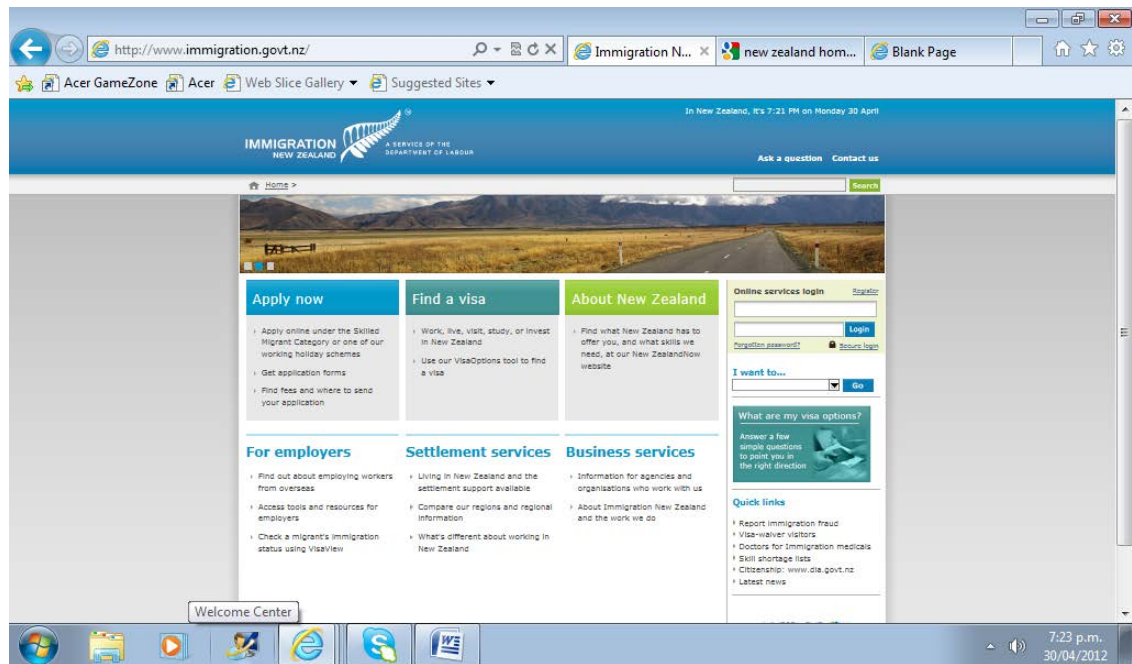 http://www.immigration.govt.nz/
Immigration N...
new zealand hom...
Blank Page
Acer GameZone
Acer
Web Slice Gallery
Suggested Sites
In New Zealand, it's 7:21 PM on Monday 30 April
IMMIGRATION
NEW ZEALAND
A SERVICE OF THE
DEPARTMENT OF LABOUR
Ask a question Contact us
Home >
Search
Apply now
Apply online under the Skilled
Migrant Category or one of our
working holiday schemes
Get application forms
Find fees and where to send
your application
Find a visa
Work, live, visit, study, or invest
in New Zealand
Use our VisaOptions tool to find
a visa
About New Zealand
Find what New Zealand has to
offer you, and what skills we
need, at our New ZealandNow
website
Online services login Register
Login
Forgotten password? Secure login
I want to...
Go
What are my visa options?
Answer a few
simple questions
to point you in
the right direction
For employers
Find out about employing workers
from overseas
Access tools and resources for
employers
Check a migrant's immigration
status using VisaView
Settlement services
Living in New Zealand and the
settlement support available
Compare our regions and regional
information
What's different about working in
New Zealand
Business services
Information for agencies and
organisations who work with us
About Immigration New Zealand
and the work we do
Quick links
Report immigration fraud
Visa-waiver visitors
Doctors for Immigration medicals
Skill shortage lists
Citizenship: www.dia.govt.nz
Latest news
Welcome Center
7:23 p.m.
30/04/2012